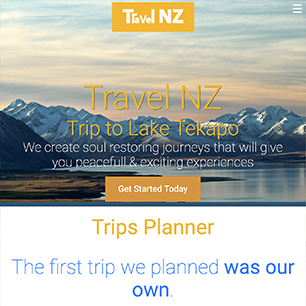 Travel NZ
Travel NZ
Trip to Lake Tekapo
We create soul restoring journeys that will give
you peacefull & exciting experiences
Get Started Today
Trips Planner
The first trip we planned was our
own.